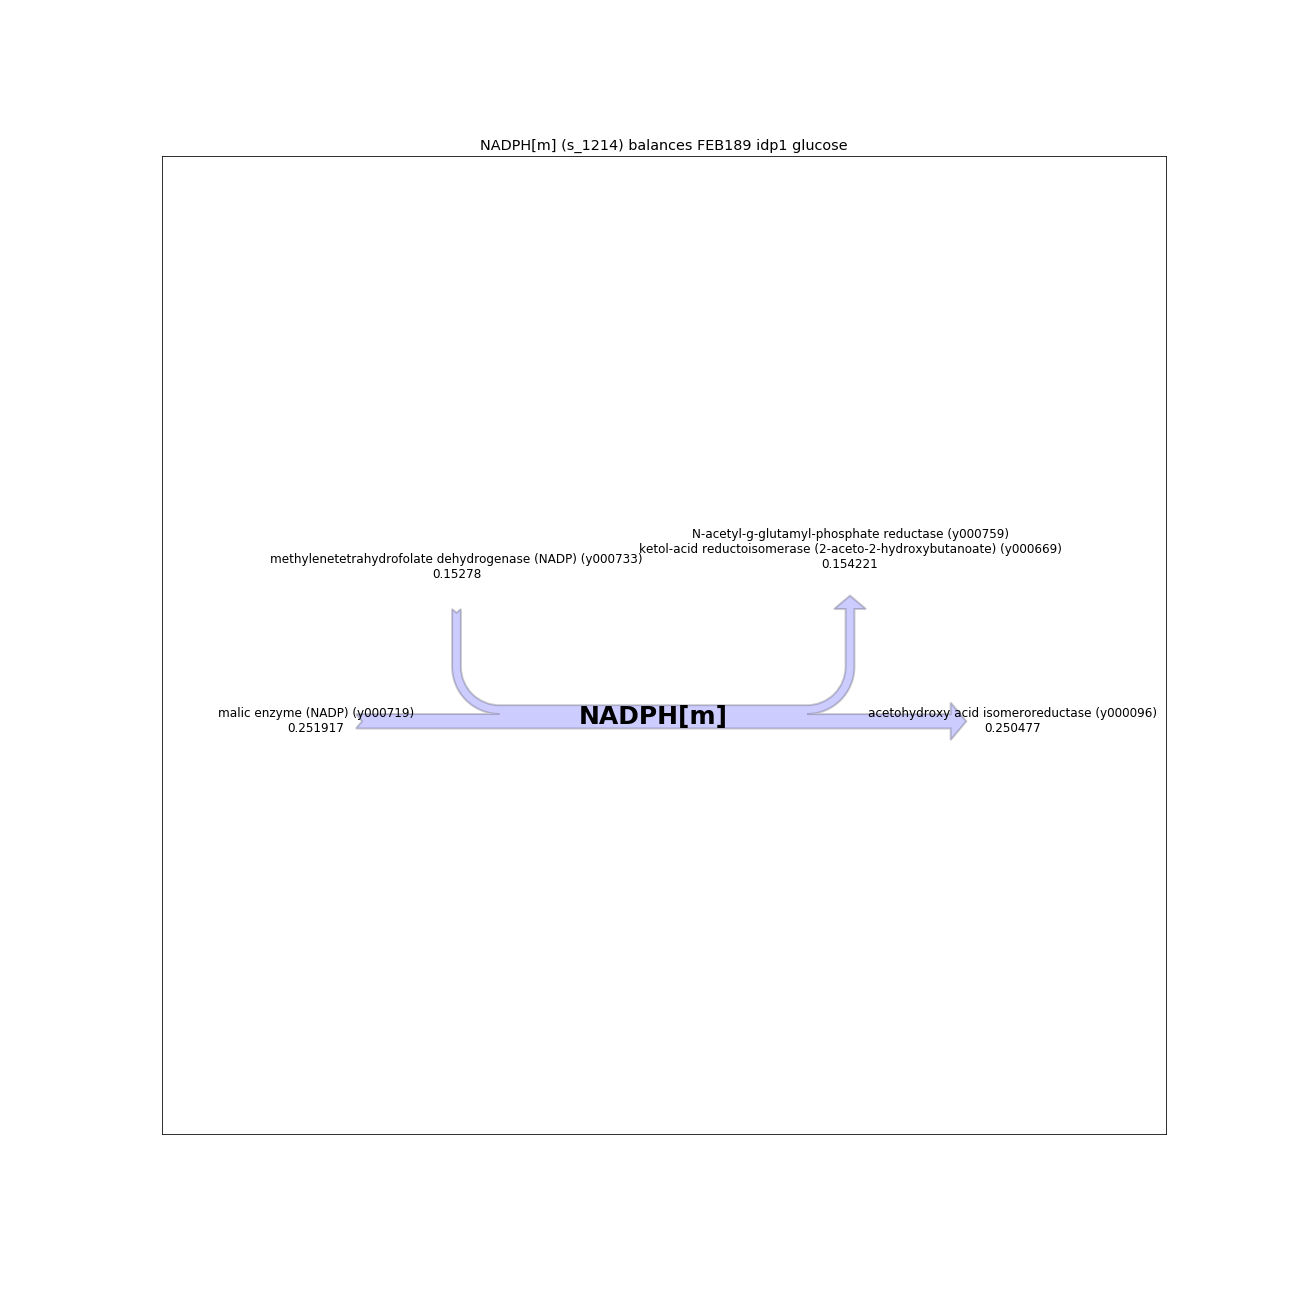 NADPH[m] (s_1214) balances FEB189 idp1 glucose
N-acetyl-g-glutamyl-phosphate reductase (y000759)
ketol-acid reductoisomerase (2-aceto-2-hydroxybutanoate) (y000669)
0.154221
methylenetetrahydrofolate dehydrogenase (NADP) (y000733)
0.15278
malic enzyme (NADP) (y000719)
0.251917
NADPH[m]
acetohydroxy acid isomeroreductase (y000096)
0.250477